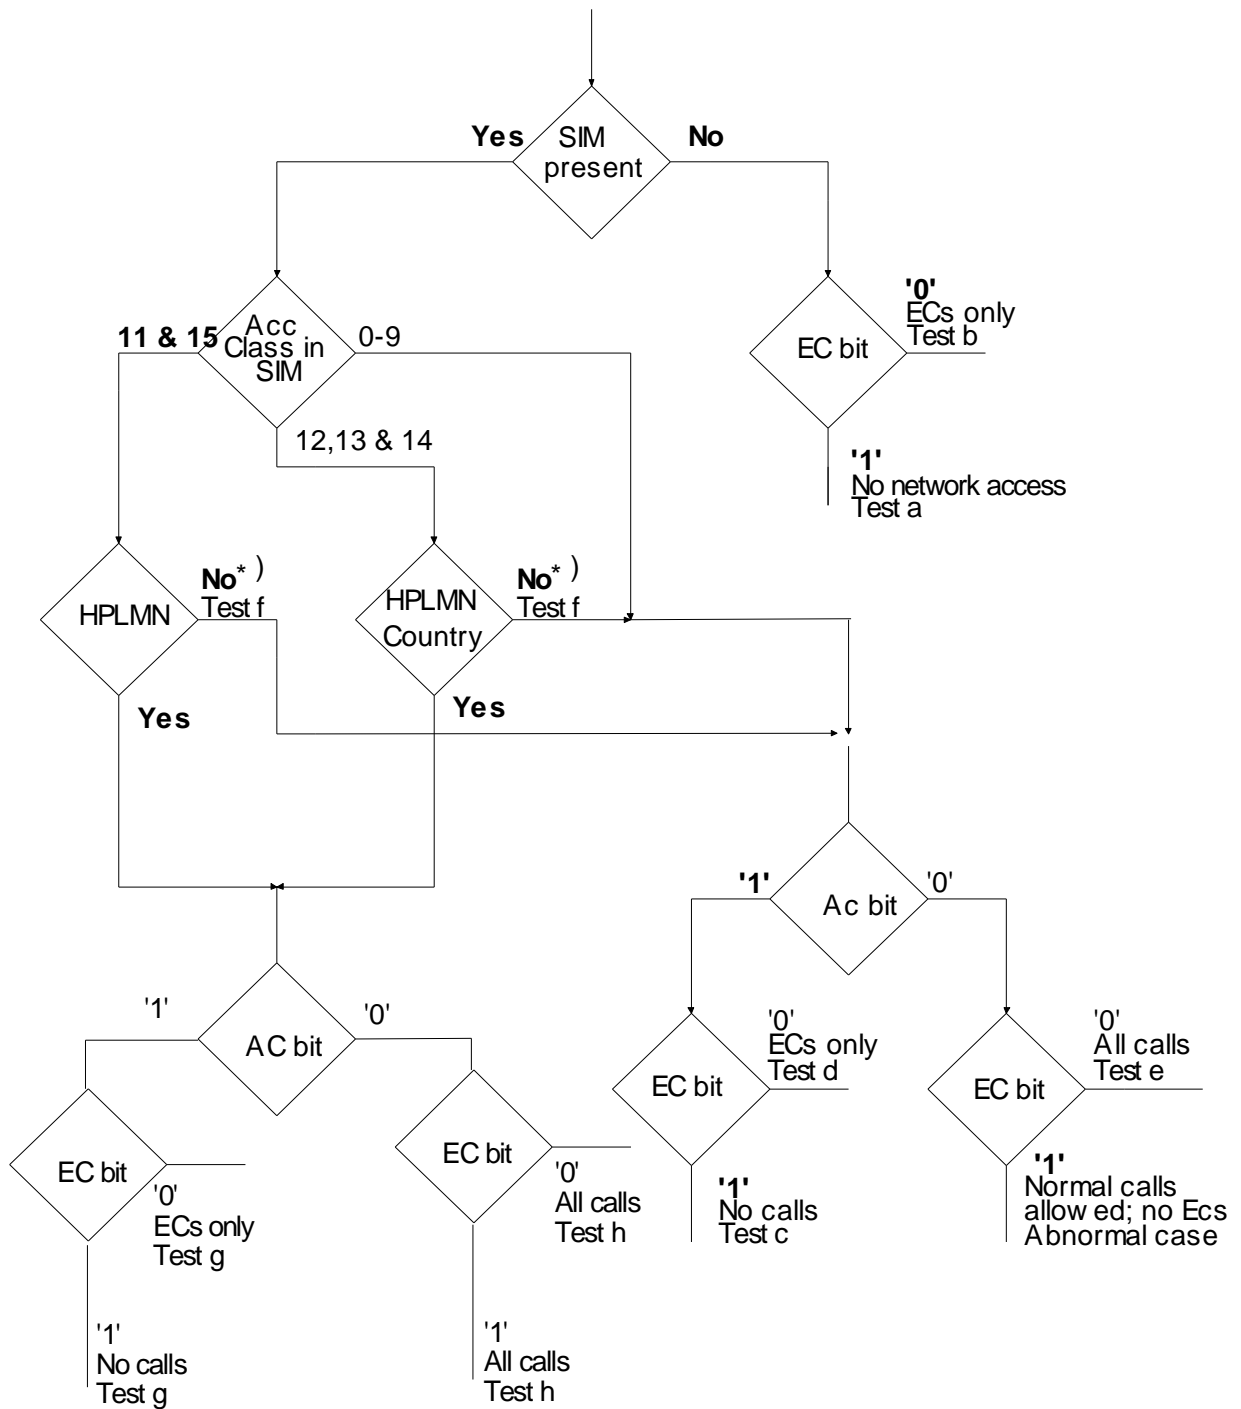 Yes
SIM
present
No
'0'
ECs only
Test b
EC bit
'1'
No network access
Test a
11 & 15
Acc
Class in
SIM
0-9
12,13 & 14
HPLMN
No* )
Test f
Yes
HPLMN
Country
No* )
Test f
Yes
'1'
Ac bit
'0'
'1'
AC bit
'0'
EC bit
'0'
ECs only
Test d
'1'
No calls
Test c
EC bit
'0'
All calls
Test e
'1'
Normal calls
allowed; no Ecs
Abnormal case
EC bit
'0'
ECs only
Test g
'1'
No calls
Test g
EC bit
'0'
All calls
Test h
'1'
All calls
Test h